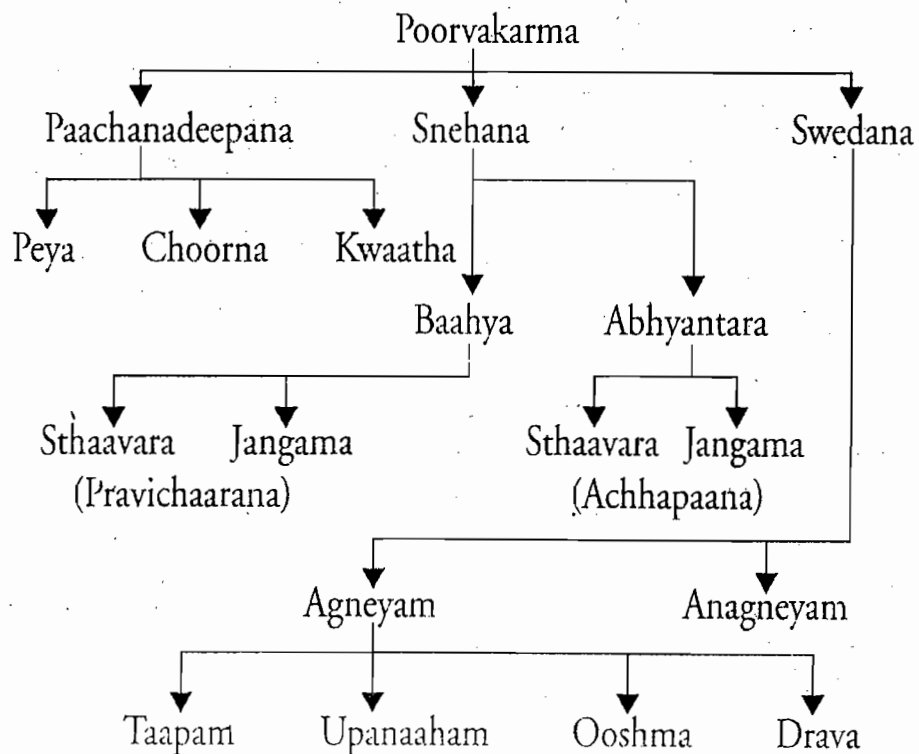 Poorvakarma
Paachanadeepana Snehana Swedana
Peya Choorna Kwaatha
Baahya Abhyantara
Sthaavara Jangama Sthaavara Jangama
(Pravichaarana) (Achhapaana)
Agneyam Anagneyam
Taapam Upanaaham Ooshma Drava